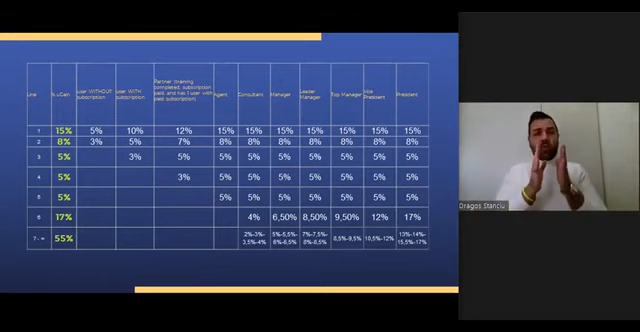 Line % uGain user WITHOUT subscription user WITH subscription Partner (training completed, subscription paid, and has 1 user with paid subscription) Agent Consultant Manager Leader Manager Top Manager Vice President President
1 15% 5% 10% 12% 15% 15% 15% 15% 15% 15% 15%
2 8% 3% 5% 7% 8% 8% 8% 8% 8% 8% 8%
3 5% 3% 5% 5% 5% 5% 5% 5% 5% 5%
4 5% 3% 5% 5% 5% 5% 5% 5% 5%
5 5% 5% 5% 5% 5% 5% 5% 5%
6 17% 4% 6,50% 8,50% 9,50% 12% 17%
7 - ∞ 55% 2%-3%-3,5%-4% 5%-5,5%-6%-6,5% 7%-7,5%-8%-8,5% 8,5%-9,5% 10,5%-12% 13%-14%-15,5%-17%
Dragos Stanciu